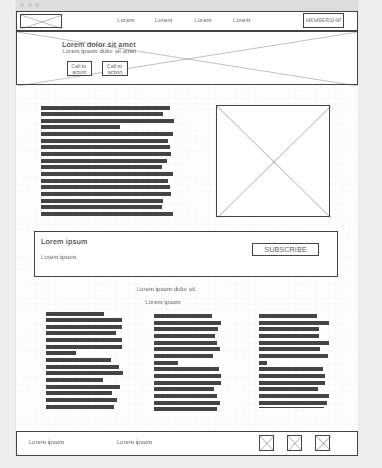 Lorem Lorem Lorem Lorem MEMBERSHIP
Lorem dolor sit amet
Lorem ipsum dolor sit amet
Call to action
Call to action
Lorem ipsum
Lorem ipsum
SUBSCRIBE
Lorem ipsum dolor sit
Lorem ipsum
Lorem ipsum Lorem ipsum